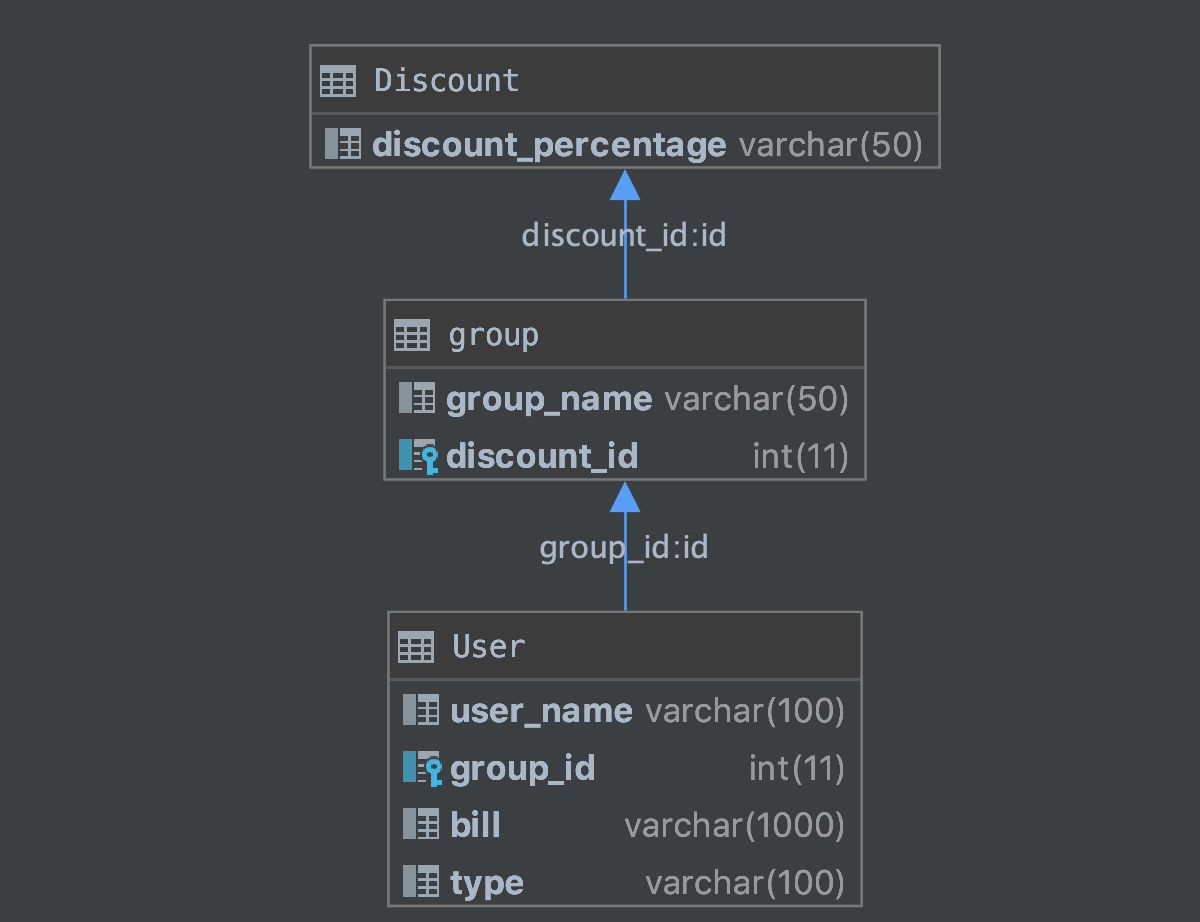 Discount
discount_percentage varchar(50)
discount_id:id
group
group_name varchar(50)
discount_id int(11)
group_id:id
User
user_name varchar(100)
group_id int(11)
bill varchar(1000)
type varchar(100)